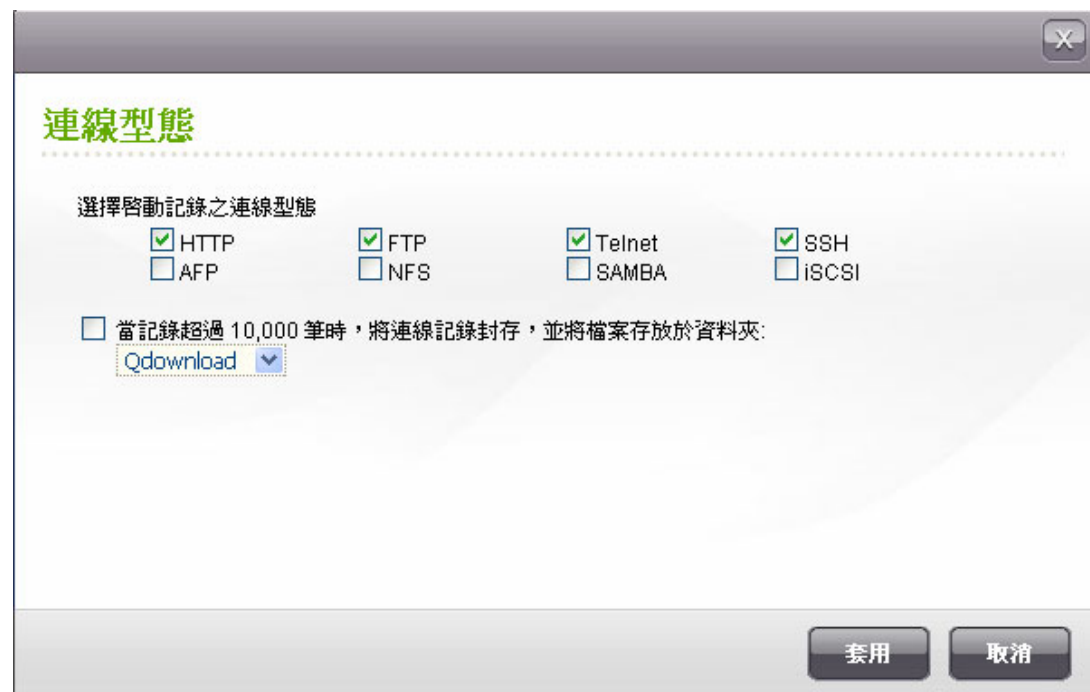 X
連線型態
選擇啓動記錄之連線型態
HTTP FTP Telnet SSH
AFP NFS SAMBA iSCSI
當記錄超過 10,000 筆時，將連線記錄封存，並將檔案存放於資料夾:
Qdownload
套用 取消